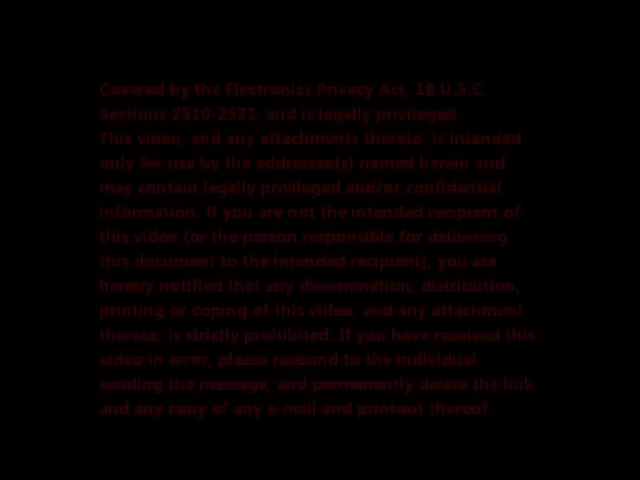 Covered by the Electronics Privacy Act, 18 U.S.C.
Sections 2510-2521, and is legally privileged.
This video, and any attachments thereto, is intended
only for use by the addressee(s) named herein and
may contain legally privileged and/or confidential
information. If you are not the intended recipient of
this video (or the person responsible for delivering
this document to the intended recipient), you are
hereby notified that any dissemination, distribution,
printing or coping of this video, and any attachment
thereto, is strictly prohibited. If you have received this
video in error, please respond to the individual
sending the message, and permanently delete the link
and any copy of any e-mail and printout thereof.